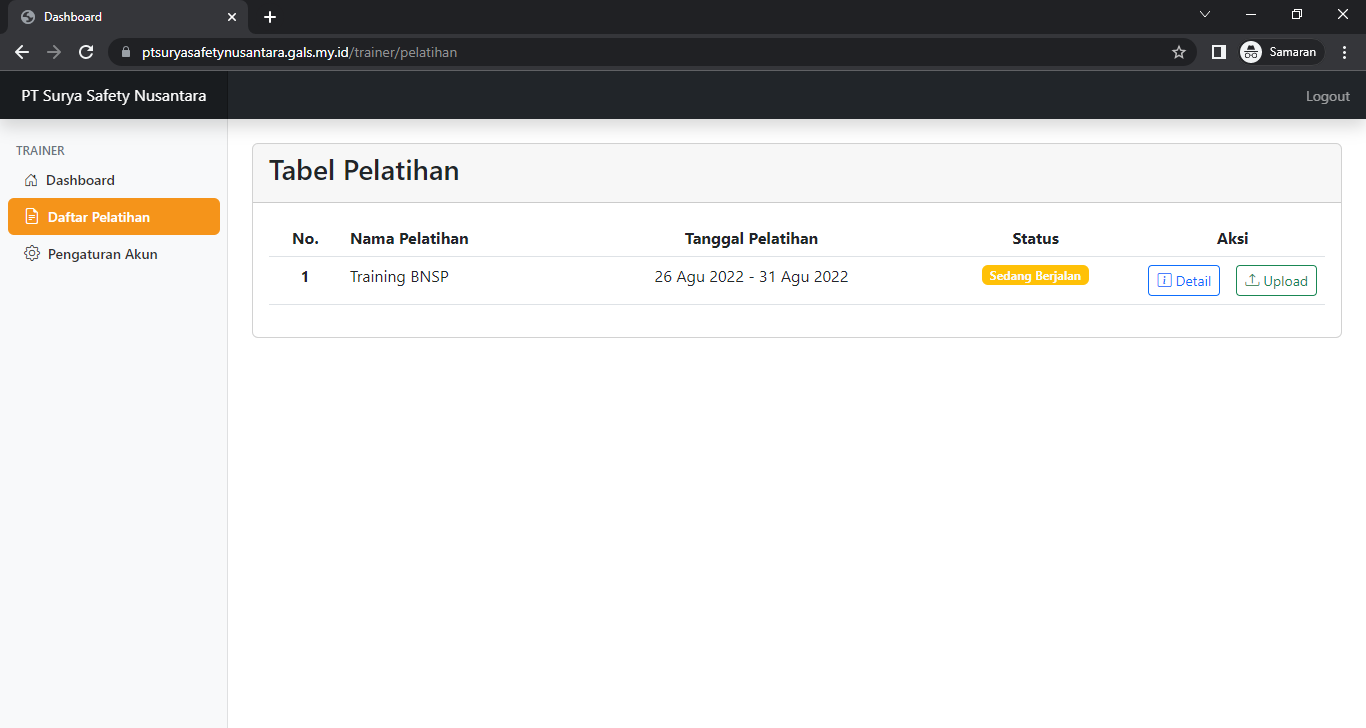 Dashboard
ptsuryasafetynusantara.gals.my.id/trainer/pelatihan
Samaran
PT Surya Safety Nusantara
Logout
TRAINER
Dashboard
Daftar Pelatihan
Pengaturan Akun
Tabel Pelatihan
No. Nama Pelatihan Tanggal Pelatihan Status Aksi
1 Training BNSP 26 Agu 2022 - 31 Agu 2022 Sedang Berjalan Detail Upload